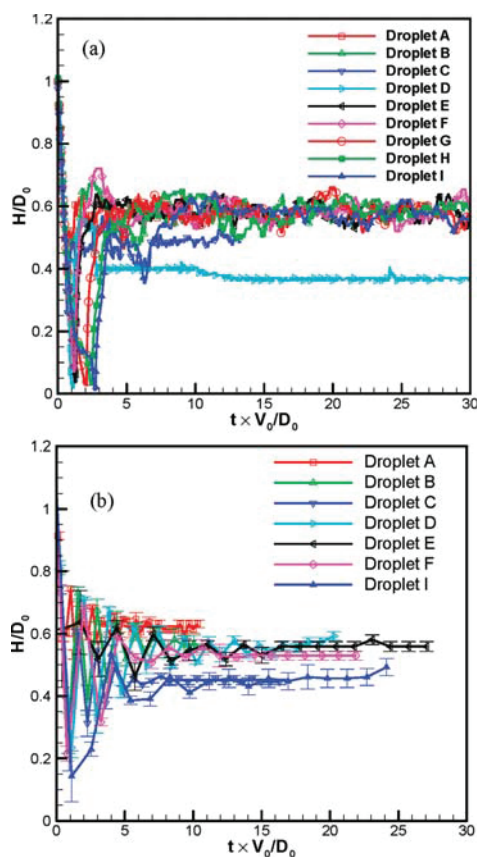 (a)
Droplet A
Droplet B
Droplet C
Droplet D
Droplet E
Droplet F
Droplet G
Droplet H
Droplet I
H/D₀
1.2
1
0.8
0.6
0.4
0.2
0
0 5 10 15 20 25 30
t × V₀/D₀
(b)
Droplet A
Droplet B
Droplet C
Droplet D
Droplet E
Droplet F
Droplet I
H/D₀
1.2
1
0.8
0.6
0.4
0.2
0
0 5 10 15 20 25 30
t × V₀/D₀